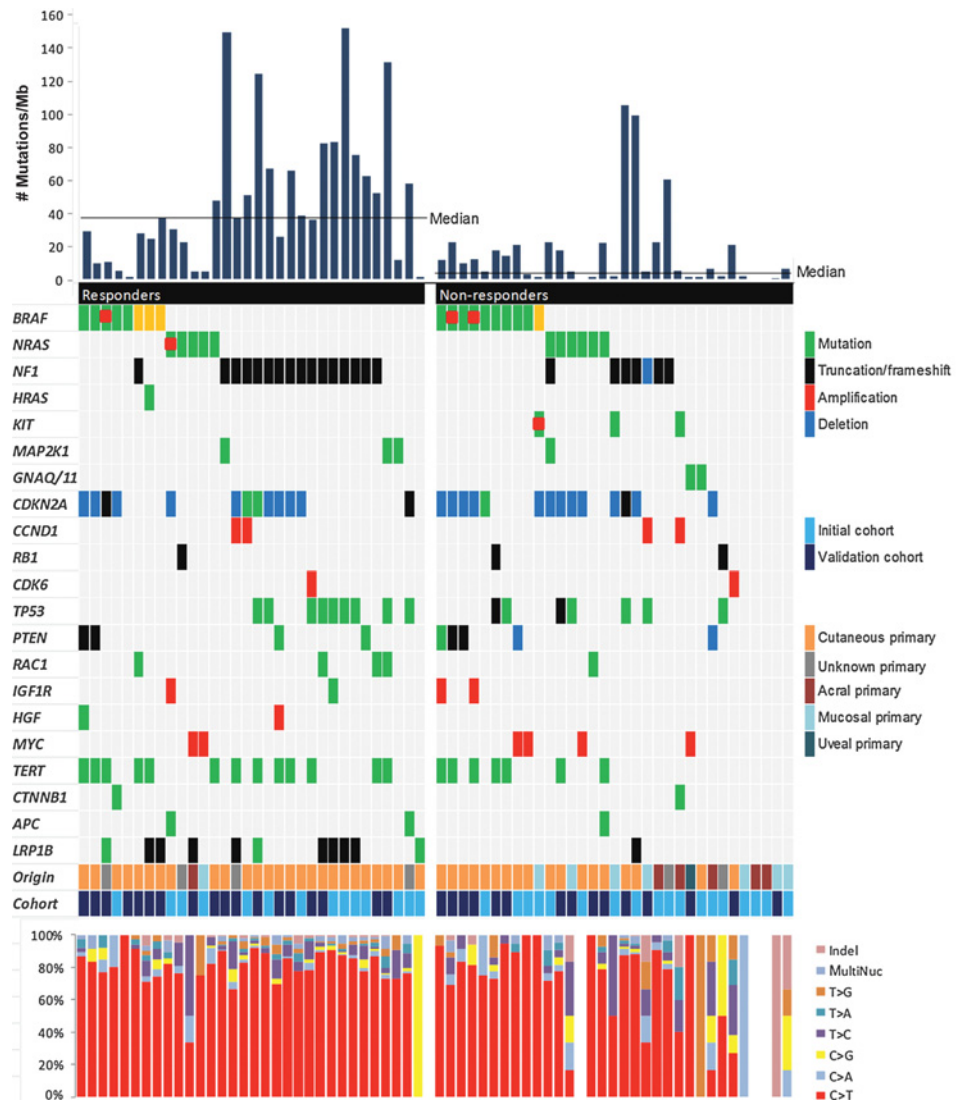 160
140
120
100
80
60
40
20
0
# Mutations/Mb
Median
Median
Responders
Non-responders
BRAF
NRAS
NF1
HRAS
KIT
MAP2K1
GNAQ/11
CDKN2A
CCND1
RB1
CDK6
TP53
PTEN
RAC1
IGF1R
HGF
MYC
TERT
CTNNB1
APC
LRP1B
Origin
Cohort
Mutation
Truncation/frameshift
Amplification
Deletion
Initial cohort
Validation cohort
Cutaneous primary
Unknown primary
Acral primary
Mucosal primary
Uveal primary
100%
80%
60%
40%
20%
0%
Indel
MultiNuc
T>G
T>A
T>C
C>G
C>A
C>T